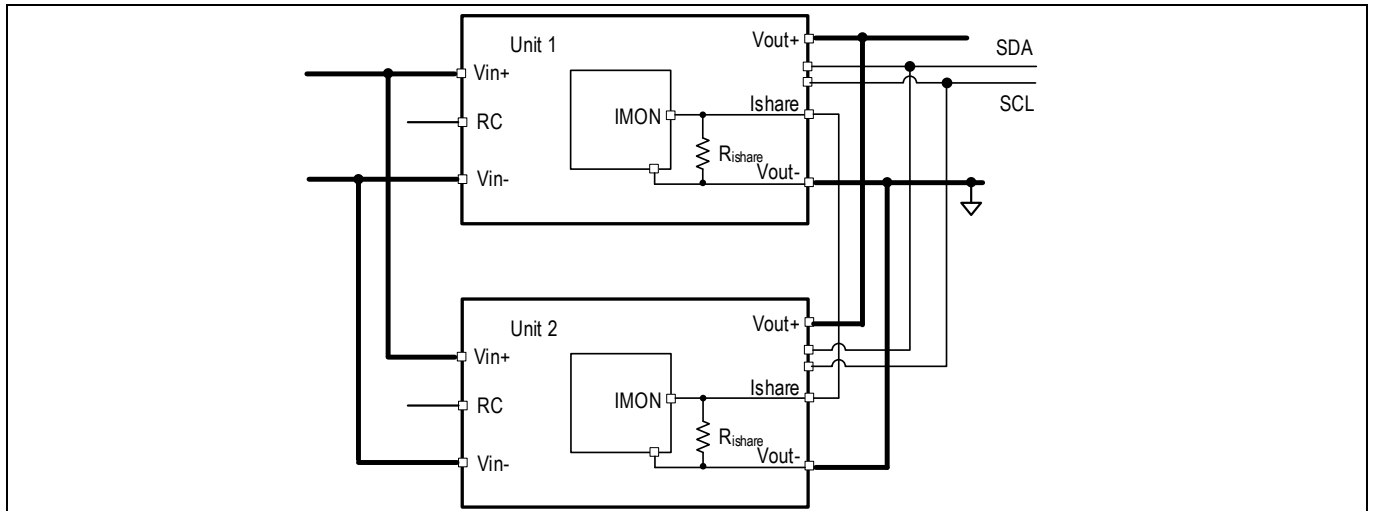 Unit 1
Vout+
SDA
Vin+
SCL
Ishare
IMON
RC
Rishare
Vout-
Vin-
Unit 2
Vout+
Vin+
Ishare
IMON
RC
Rishare
Vout-
Vin-